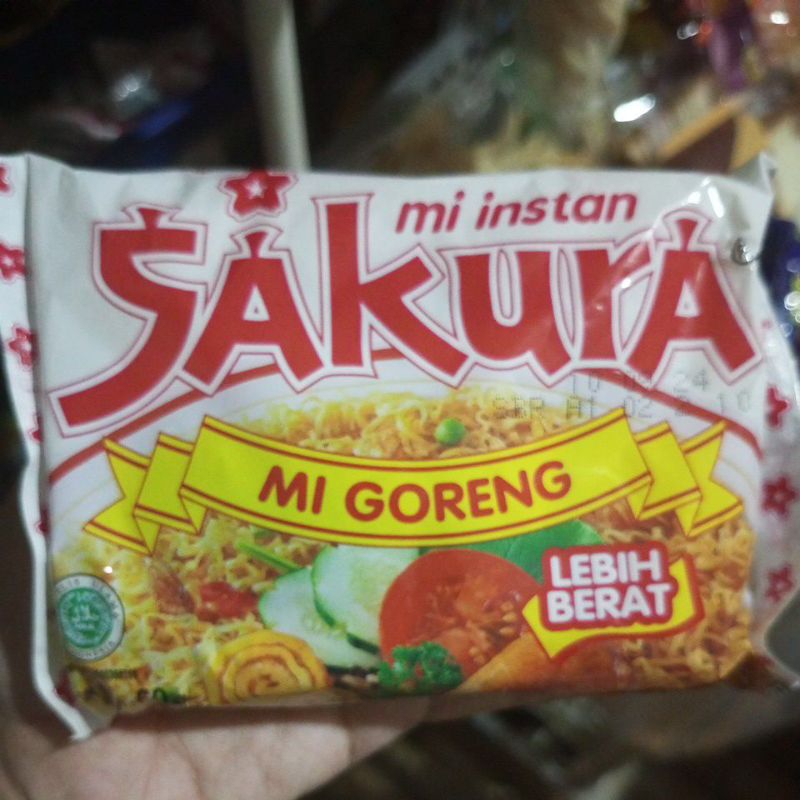 mi instan
SAkurA
MI GORENG
LEBIH
BERAT